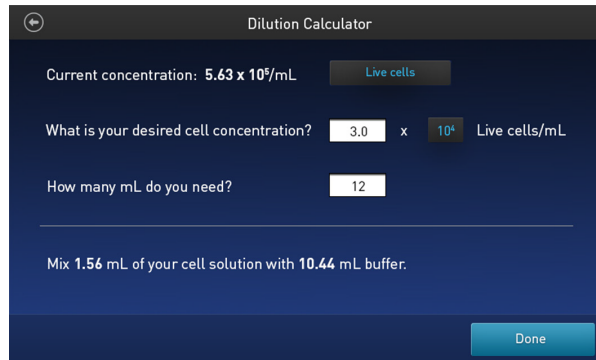 Dilution Calculator
Current concentration: 5.63 x 10⁵/mL Live cells
What is your desired cell concentration? 3.0 x 10⁴ Live cells/mL
How many mL do you need? 12
Mix 1.56 mL of your cell solution with 10.44 mL buffer.
Done